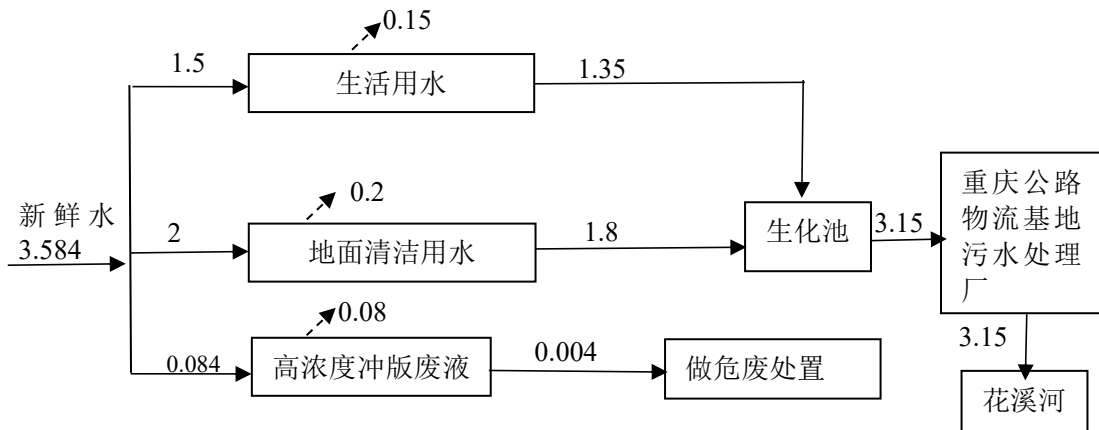 0.15
1.5
生活用水
1.35
新鲜水
3.584
0.2
2
地面清洁用水
1.8
生化池
3.15
重庆公路
物流基地
污水处理
厂
0.08
0.084
高浓度冲版废液
0.004
做危废处置
3.15
花溪河